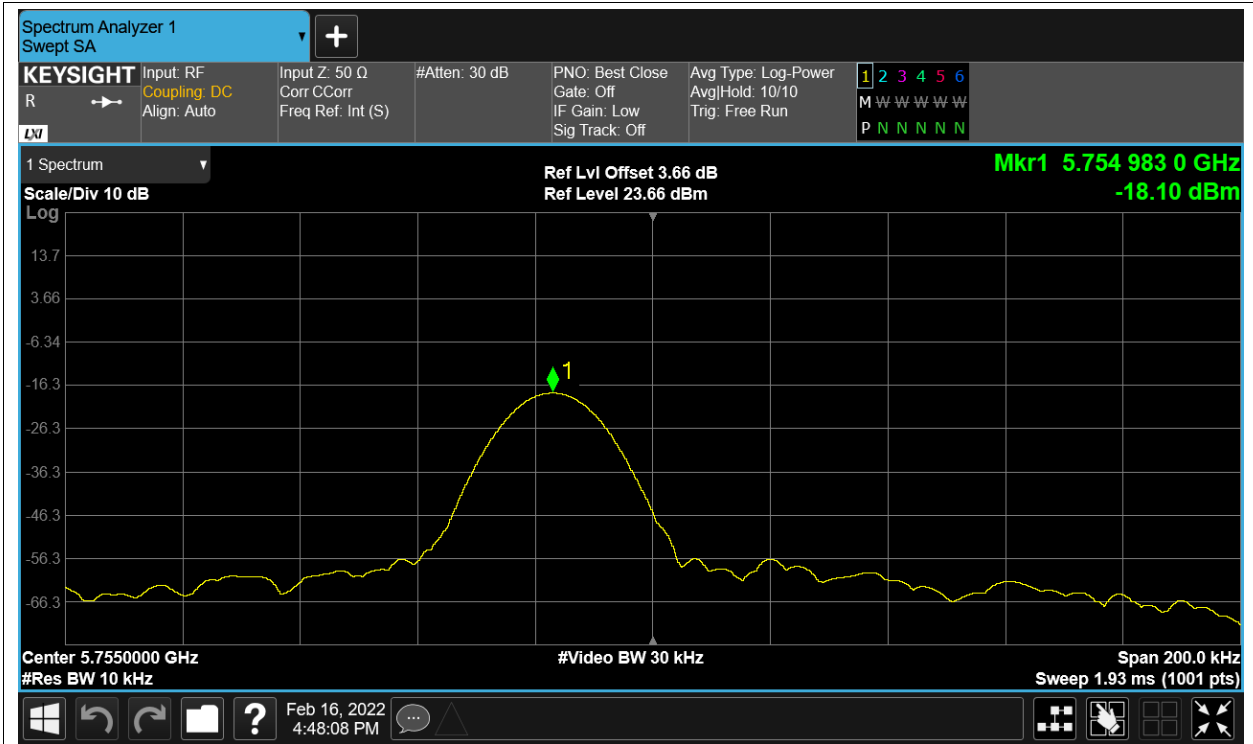 Spectrum Analyzer 1
Swept SA
KEYSIGHT
R
LXI
Input: RF
Coupling: DC
Align: Auto
Input Z: 50 Ω
Corr CCorr
Freq Ref: Int (S)
#Atten: 30 dB
PNO: Best Close
Gate: Off
IF Gain: Low
Sig Track: Off
Avg Type: Log-Power
Avg|Hold: 10/10
Trig: Free Run
1 2 3 4 5 6
M W W W W W W
P N N N N N
1 Spectrum
Scale/Div 10 dB
Log
Ref Lvl Offset 3.66 dB
Ref Level 23.66 dBm
Mkr1 5.754 983 0 GHz
-18.10 dBm
13.7
3.66
-6.34
-16.3
-26.3
-36.3
-46.3
-56.3
-66.3
1
Center 5.7550000 GHz
#Res BW 10 kHz
#Video BW 30 kHz
Span 200.0 kHz
Sweep 1.93 ms (1001 pts)
?
Feb 16, 2022
4:48:08 PM